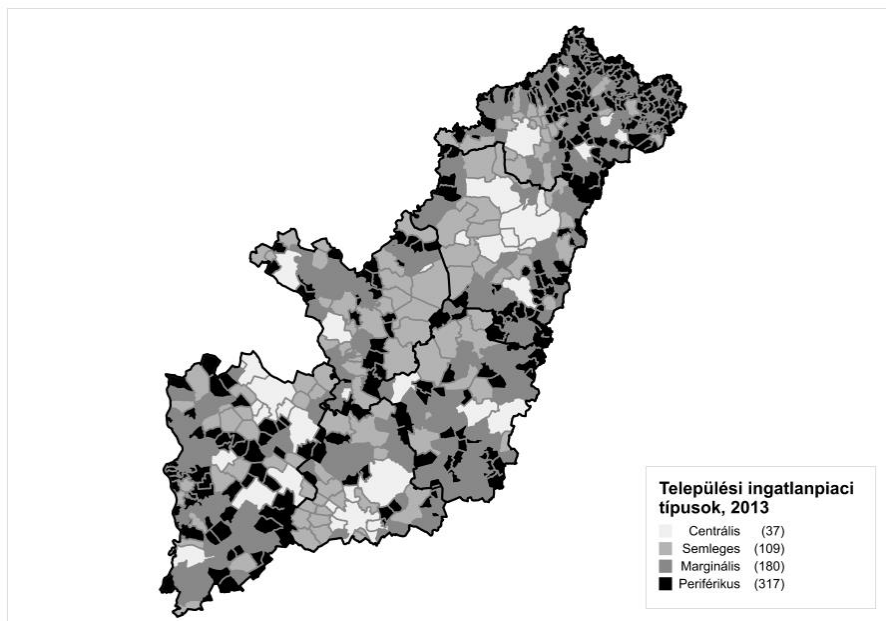 Települési ingatlanpiaci
típusok, 2013
Centrális (37)
Semleges (109)
Marginális (180)
Periférikus (317)